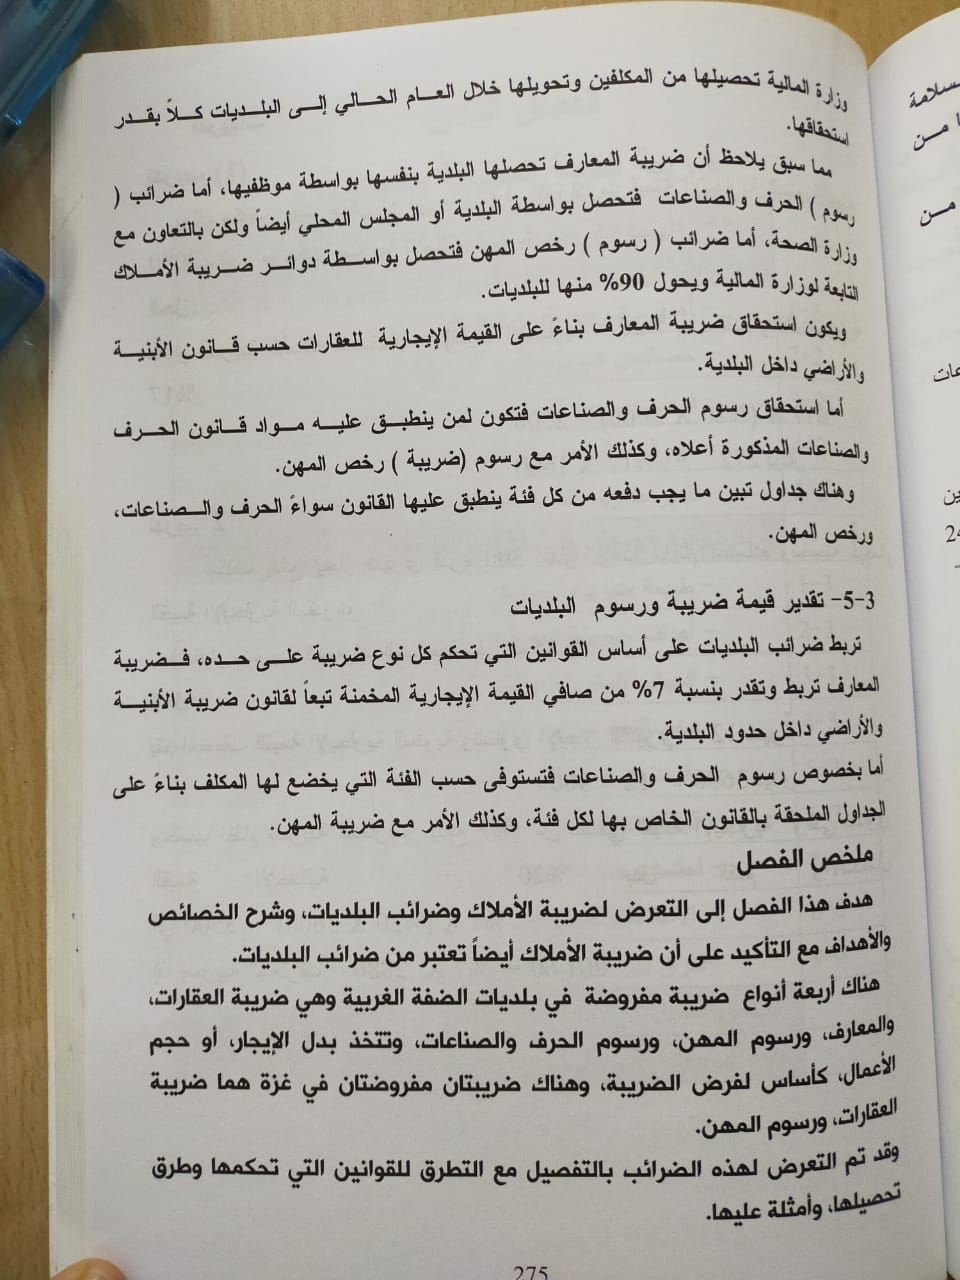 وزارة المالية تحصيلها من المكلفين وتحويلها خلال العام الحالي إلى البلديات كلاً بقدر
استحقاقها.
مما سبق يلاحظ أن ضريبة المعارف تحصلها البلدية بنفسها بواسطة موظفيها، أما ضرائب (
رسوم ) الحرف والصناعات فتحصل بواسطة البلدية أو المجلس المحلي أيضاً ولكن بالتعاون مع
وزارة الصحة، أما ضرائب ( رسوم ) رخص المهن فتحصل بواسطة دوائر ضريبة الأملاك
التابعة لوزارة المالية ويحول 90% منها للبلديات.
ويكون استحقاق ضريبة المعارف بناءً على القيمة الإيجارية للعقارات حسب قانون الأبنية
والأراضي داخل البلدية.
أما استحقاق رسوم الحرف والصناعات فتكون لمن ينطبق عليه مواد قانون الحرف
والصناعات المذكورة أعلاه، وكذلك الأمر مع رسوم (ضريبة ) رخص المهن.
وهناك جداول تبين ما يجب دفعه من كل فئة ينطبق عليها القانون سواءً الحرف والصناعات،
ورخص المهن.
5-3- تقدير قيمة ضريبة ورسوم البلديات
تربط ضرائب البلديات على أساس القوانين التي تحكم كل نوع ضريبة على حده، فضريبة
المعارف تربط وتقدر بنسبة 7% من صافي القيمة الإيجارية المخمنة تبعاً لقانون ضريبة الأبنية
والأراضي داخل حدود البلدية.
أما بخصوص رسوم الحرف والصناعات فتستوفى حسب الفئة التي يخضع لها المكلف بناءً على
الجداول الملحقة بالقانون الخاص بها لكل فئة، وكذلك الأمر مع ضريبة المهن.
ملخص الفصل
هدف هذا الفصل إلى التعرض لضريبة الأملاك وضرائب البلديات، وشرح الخصائص
والأهداف مع التأكيد على أن ضريبة الأملاك أيضاً تعتبر من ضرائب البلديات.
هناك أربعة أنواع ضريبة مفروضة في بلديات الضفة الغربية وهي ضريبة العقارات،
والمعارف، ورسوم المهن، ورسوم الحرف والصناعات، وتتخذ بدل الإيجار، أو حجم
الأعمال، كأساس لفرض الضريبة، وهناك ضريبتان مفروضتان في غزة هما ضريبة
العقارات، ورسوم المهن.
وقد تم التعرض لهذه الضرائب بالتفصيل مع التطرق للقوانين التي تحكمها وطرق
تحصيلها، وأمثلة عليها.
275